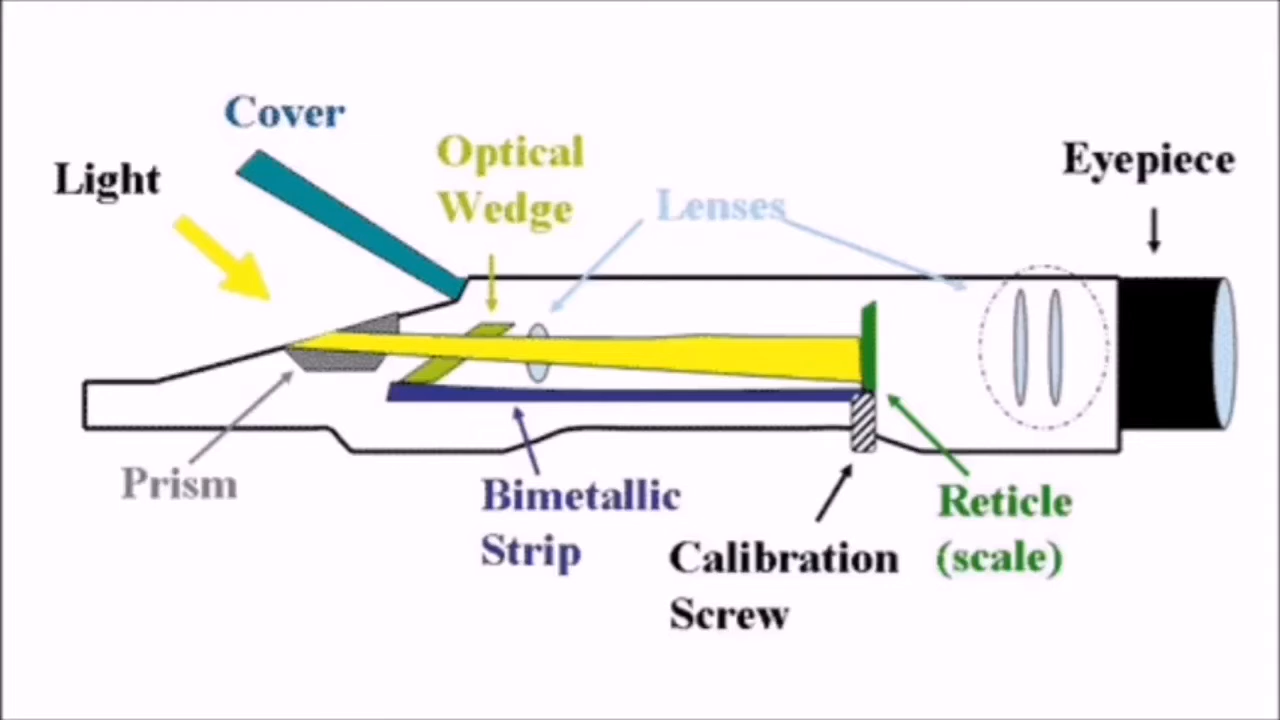 Cover
Light
Optical
Wedge
Lenses
Eyepiece
Prism
Bimetallic
Strip
Calibration
Screw
Reticle
(scale)